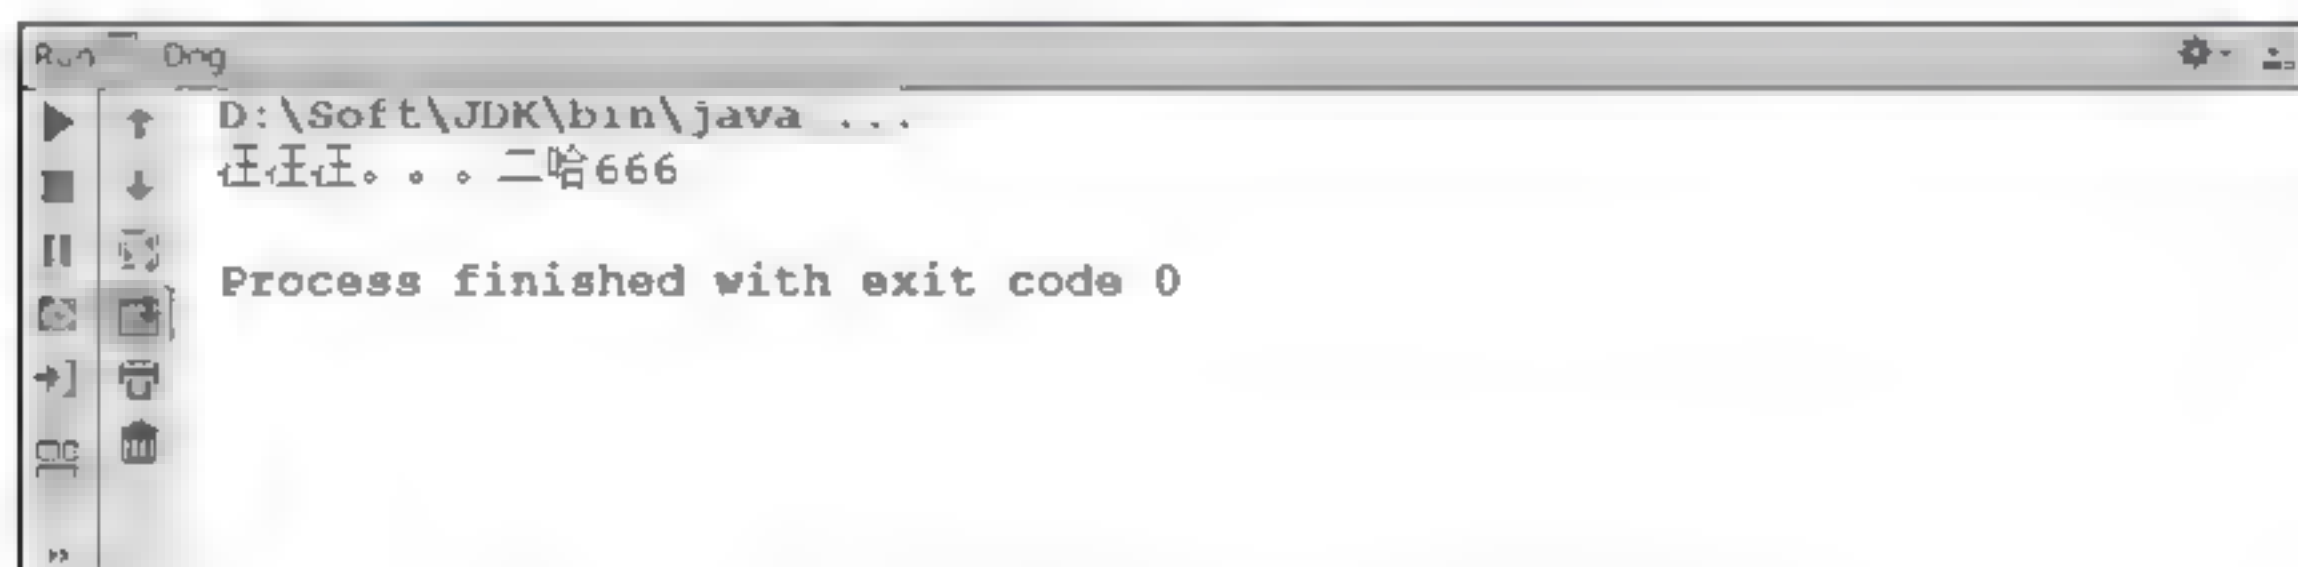 Run Dog
D:\Soft\JDK\bin\java ...
汪汪汪。。。二哈666
Process finished with exit code 0